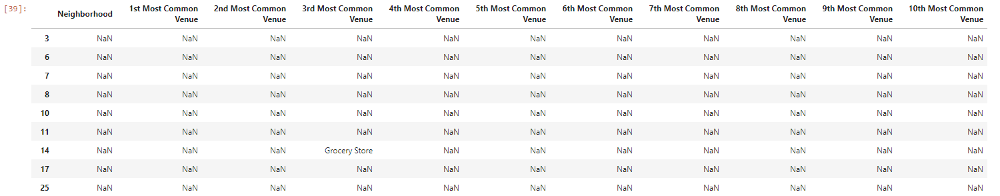 [39]:
Neighborhood 1st Most Common Venue 2nd Most Common Venue 3rd Most Common Venue 4th Most Common Venue 5th Most Common Venue 6th Most Common Venue 7th Most Common Venue 8th Most Common Venue 9th Most Common Venue 10th Most Common Venue
3 NaN NaN NaN NaN NaN NaN NaN NaN NaN NaN NaN
6 NaN NaN NaN NaN NaN NaN NaN NaN NaN NaN NaN
7 NaN NaN NaN NaN NaN NaN NaN NaN NaN NaN NaN
8 NaN NaN NaN NaN NaN NaN NaN NaN NaN NaN NaN
10 NaN NaN NaN NaN NaN NaN NaN NaN NaN NaN NaN
11 NaN NaN NaN NaN NaN NaN NaN NaN NaN NaN NaN
14 NaN NaN NaN Grocery Store NaN NaN NaN NaN NaN NaN NaN
17 NaN NaN NaN NaN NaN NaN NaN NaN NaN NaN NaN
25 NaN NaN NaN NaN NaN NaN NaN NaN NaN NaN NaN